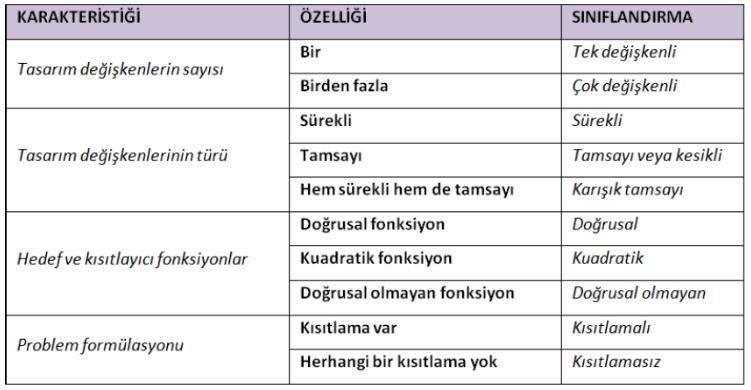 KARAKTERİSTİĞİ ÖZELLİĞİ SINIFLANDIRMA
Tasarım değişkenlerin sayısı
Bir Tek değişkenli
Birden fazla Çok değişkenli
Tasarım değişkenlerinin türü
Sürekli Sürekli
Tamsayı Tamsayı veya kesikli
Hem sürekli hem de tamsayı Karışık tamsayı
Hedef ve kısıtlayıcı fonksiyonlar
Doğrusal fonksiyon Doğrusal
Kuadratik fonksiyon Kuadratik
Doğrusal olmayan fonksiyon Doğrusal olmayan
Problem formülasyonu
Kısıtlama var Kısıtlamalı
Herhangi bir kısıtlama yok Kısıtlamasız